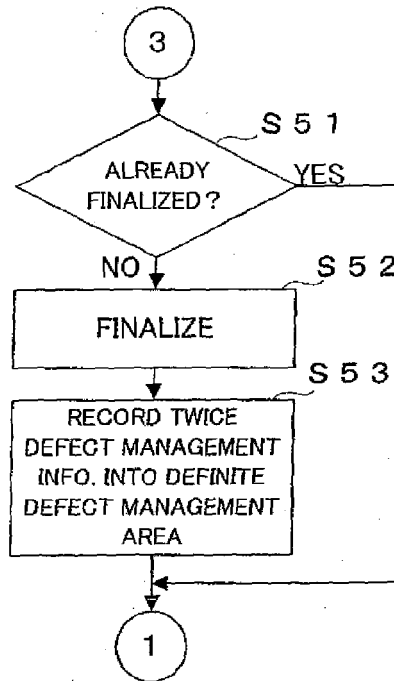 3
S51
ALREADY
FINALIZED?
YES
NO
S52
FINALIZE
S53
RECORD TWICE
DEFECT MANAGEMENT
INFO. INTO DEFINITE
DEFECT MANAGEMENT
AREA
1